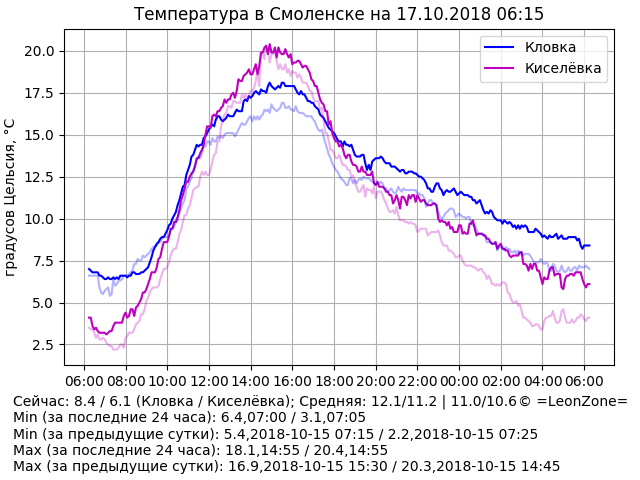 Температура в Смоленске на 17.10.2018 06:15
Кловка
Киселёвка
градусов Цельсия, °C
20.0
17.5
15.0
12.5
10.0
7.5
5.0
2.5
06:00 08:00 10:00 12:00 14:00 16:00 18:00 20:00 22:00 00:00 02:00 04:00 06:00
Сейчас: 8.4 / 6.1 (Кловка / Киселёвка); Средняя: 12.1/11.2 | 11.0/10.6© =LeonZone=
Min (за последние 24 часа): 6.4,07:00 / 3.1,07:05
Min (за предыдущие сутки): 5.4,2018-10-15 07:15 / 2.2,2018-10-15 07:25
Max (за последние 24 часа): 18.1,14:55 / 20.4,14:55
Max (за предыдущие сутки): 16.9,2018-10-15 15:30 / 20.3,2018-10-15 14:45